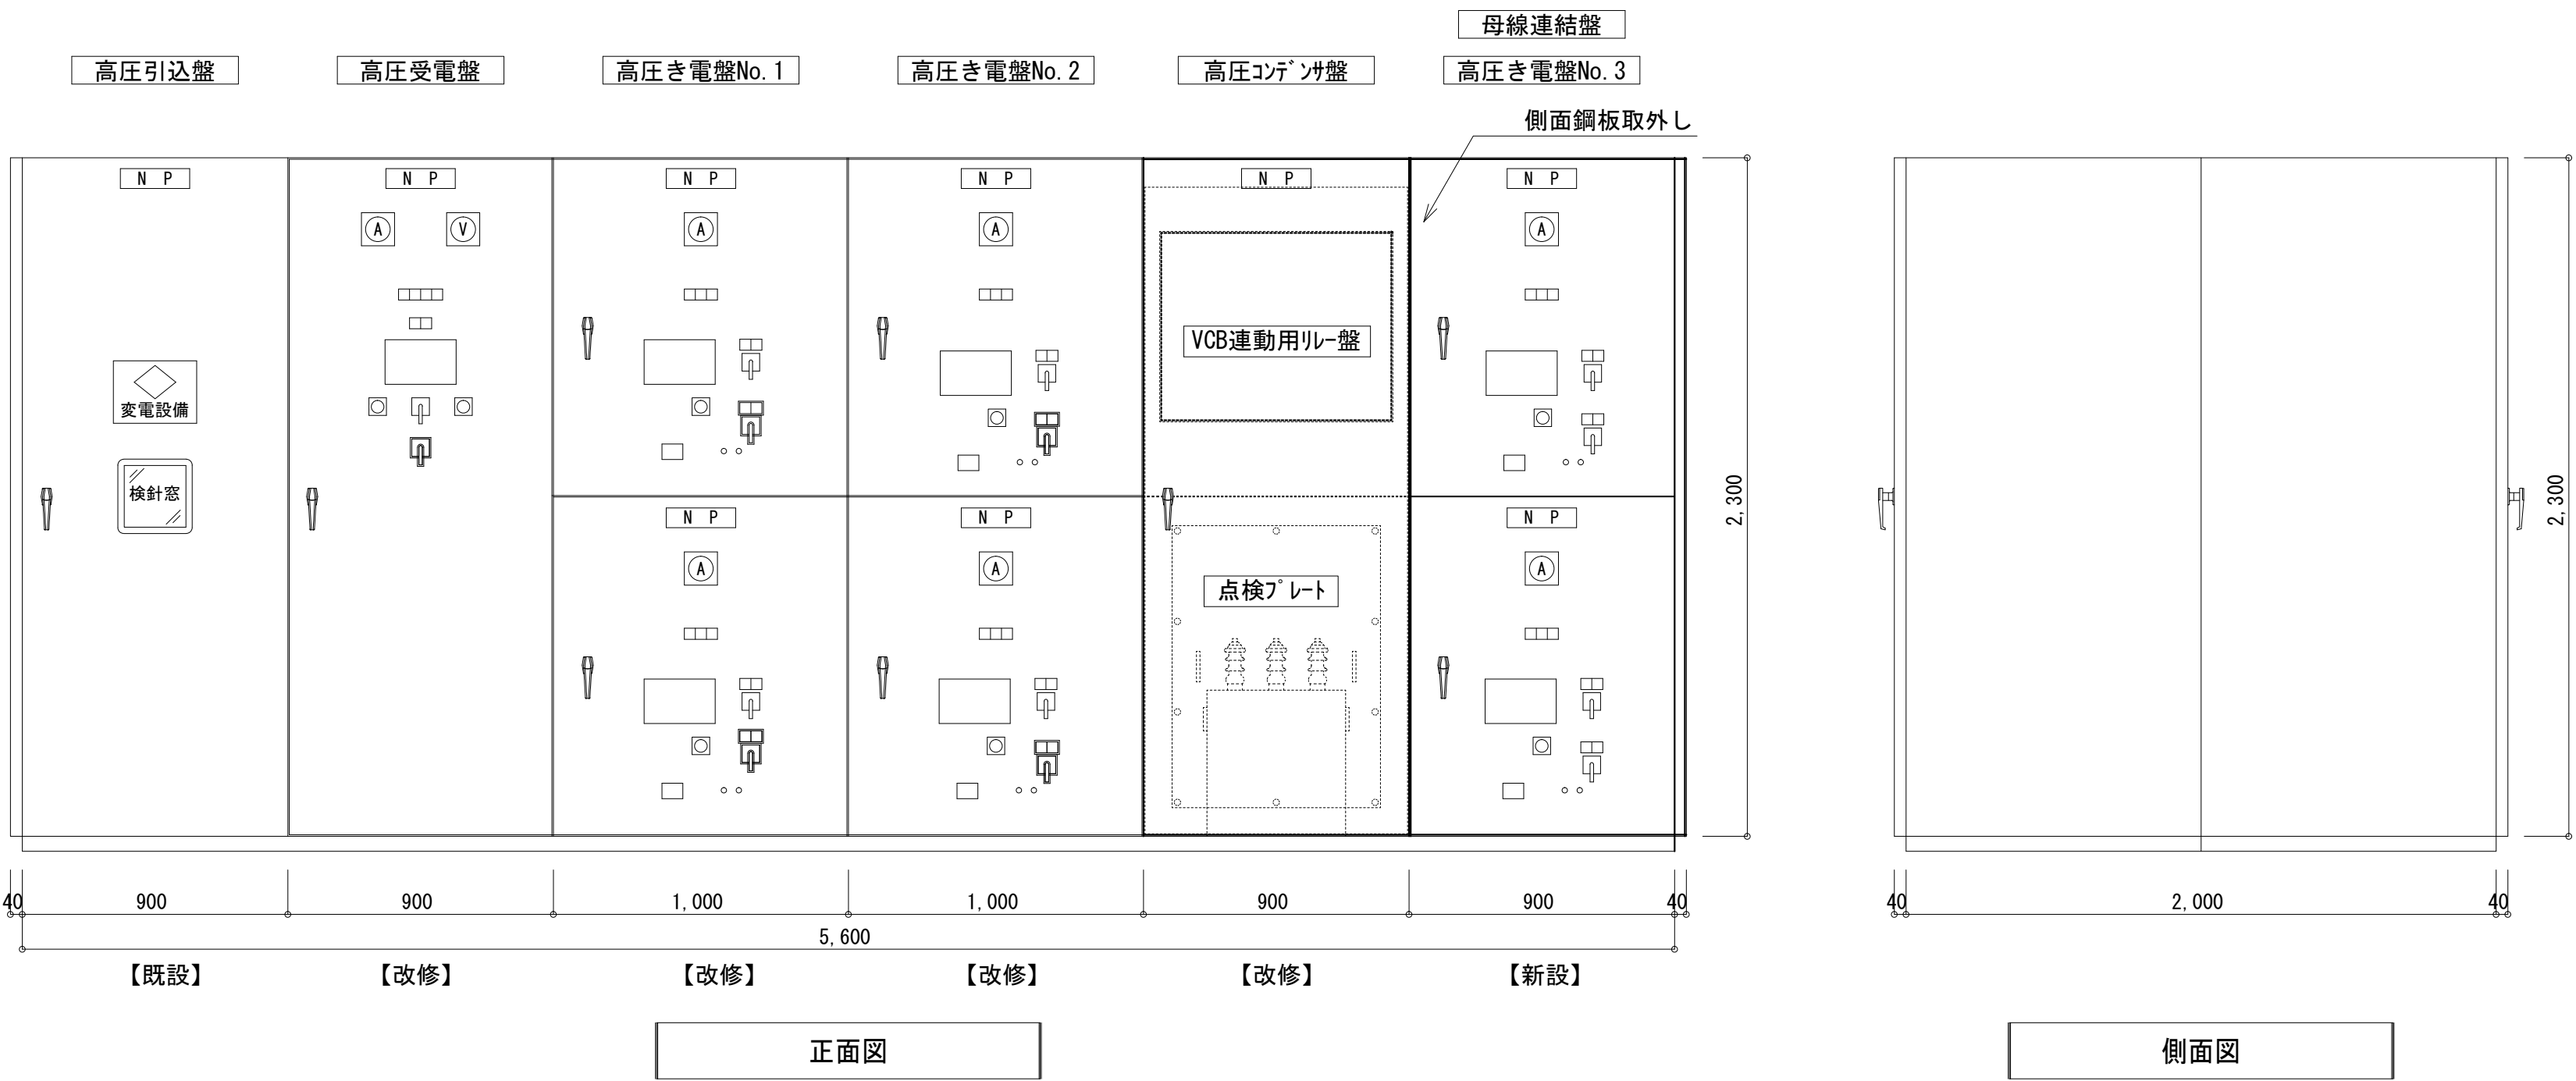 母線連結盤
高圧引込盤
高圧受電盤
高圧き電盤No.1
高圧き電盤No.2
高圧ｺﾝﾃﾞﾝｻ盤
高圧き電盤No.3
側面鋼板取外し
N P
N P
N P
N P
N P
N P
A
V
A
A
A
VCB連動用ﾘﾚｰ盤
変電設備
検針窓
2,300
2,300
N P
N P
N P
A
A
A
点検ﾌﾟﾚｰﾄ
40
900
900
1,000
1,000
900
900
40
40
2,000
40
5,600
【既設】
【改修】
【改修】
【改修】
【改修】
【新設】
正面図
側面図